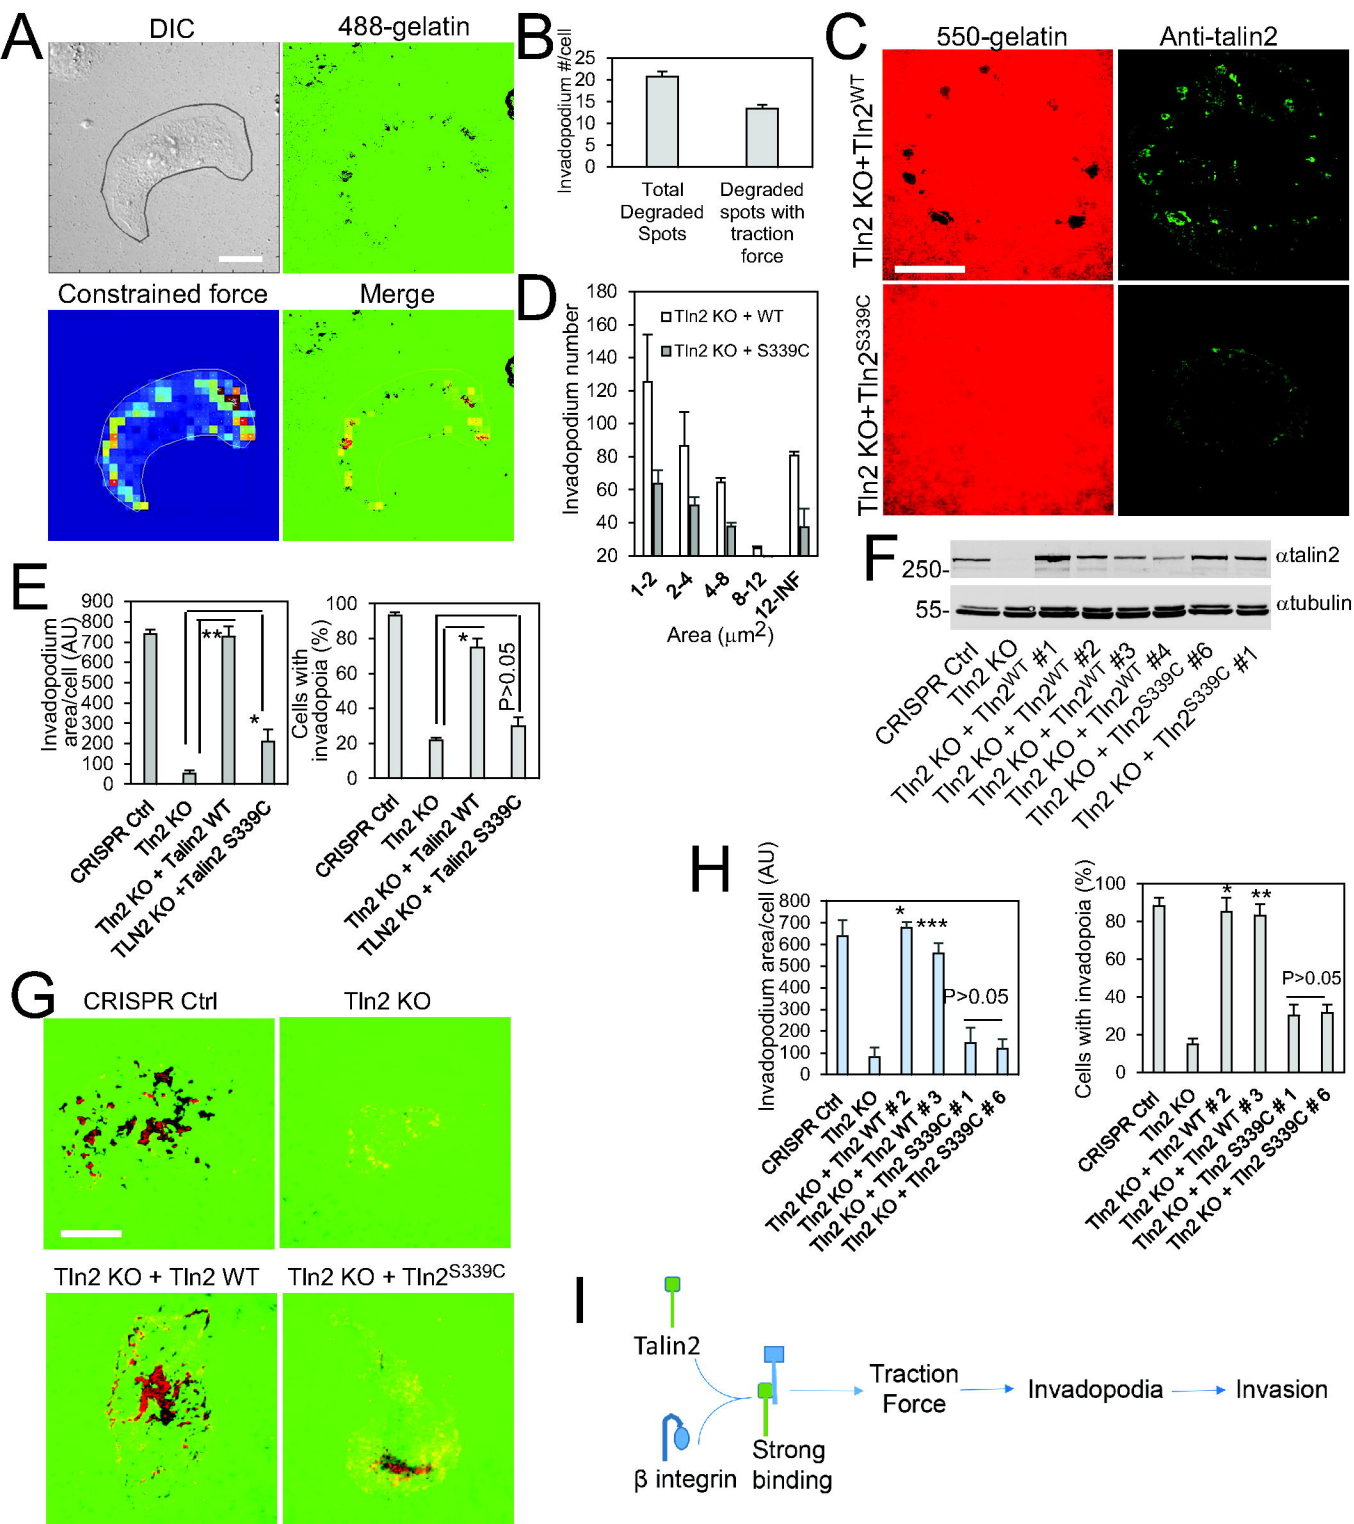 A
DIC
488-gelatin
Constrained force
Merge
B
Invadopodium #/cell
25
20
15
10
5
0
Total
Degraded
Spots
Degraded
spots with
traction
force
C
550-gelatin
Anti-talin2
Tln2 KO+Tln2WT
Tln2 KO+Tln2S339C
D
Invadopodium number
180
160
140
120
100
80
60
40
20
Tln2 KO + WT
Tln2 KO + S339C
1-2
2-4
4-8
8-12
12-INF
Area (μm2)
E
Invadopodium
area/cell (AU)
900
800
700
600
500
400
300
200
100
0
**
*
CRISPR Ctrl
Tln2 KO
Tln2 KO + Talin2 WT
TLN2 KO +Talin2 S339C
Cells with
invadopoia (%)
100
80
60
40
20
0
*
P>0.05
CRISPR Ctrl
Tln2 KO
Tln2 KO + Talin2 WT
TLN2 KO + Talin2 S339C
F
250-
55-
αtalin2
αtubulin
CRISPR Ctrl
Tln2 KO
Tln2 KO + Tln2WT #1
Tln2 KO + Tln2WT #2
Tln2 KO + Tln2WT #3
Tln2 KO + Tln2WT #4
Tln2 KO + Tln2S339C #6
Tln2 KO + Tln2S339C #1
G
CRISPR Ctrl
Tln2 KO
Tln2 KO + Tln2 WT
Tln2 KO + Tln2S339C
H
Invadopodium area/cell (AU)
800
700
600
500
400
300
200
100
0
*
***
P>0.05
CRISPR Ctrl
Tln2 KO
Tln2 KO + Tln2 WT # 2
Tln2 KO + Tln2 WT # 3
Tln2 KO + Tln2 S339C # 1
Tln2 KO + Tln2 S339C # 6
Cells with invadopoia (%)
100
80
60
40
20
0
*
**
P>0.05
CRISPR Ctrl
Tln2 KO
Tln2 KO + Tln2 WT # 2
Tln2 KO + Tln2 WT # 3
Tln2 KO + Tln2 S339C # 1
Tln2 KO + Tln2 S339C # 6
I
Talin2
β integrin
Strong
binding
Traction
Force
Invadopodia
Invasion